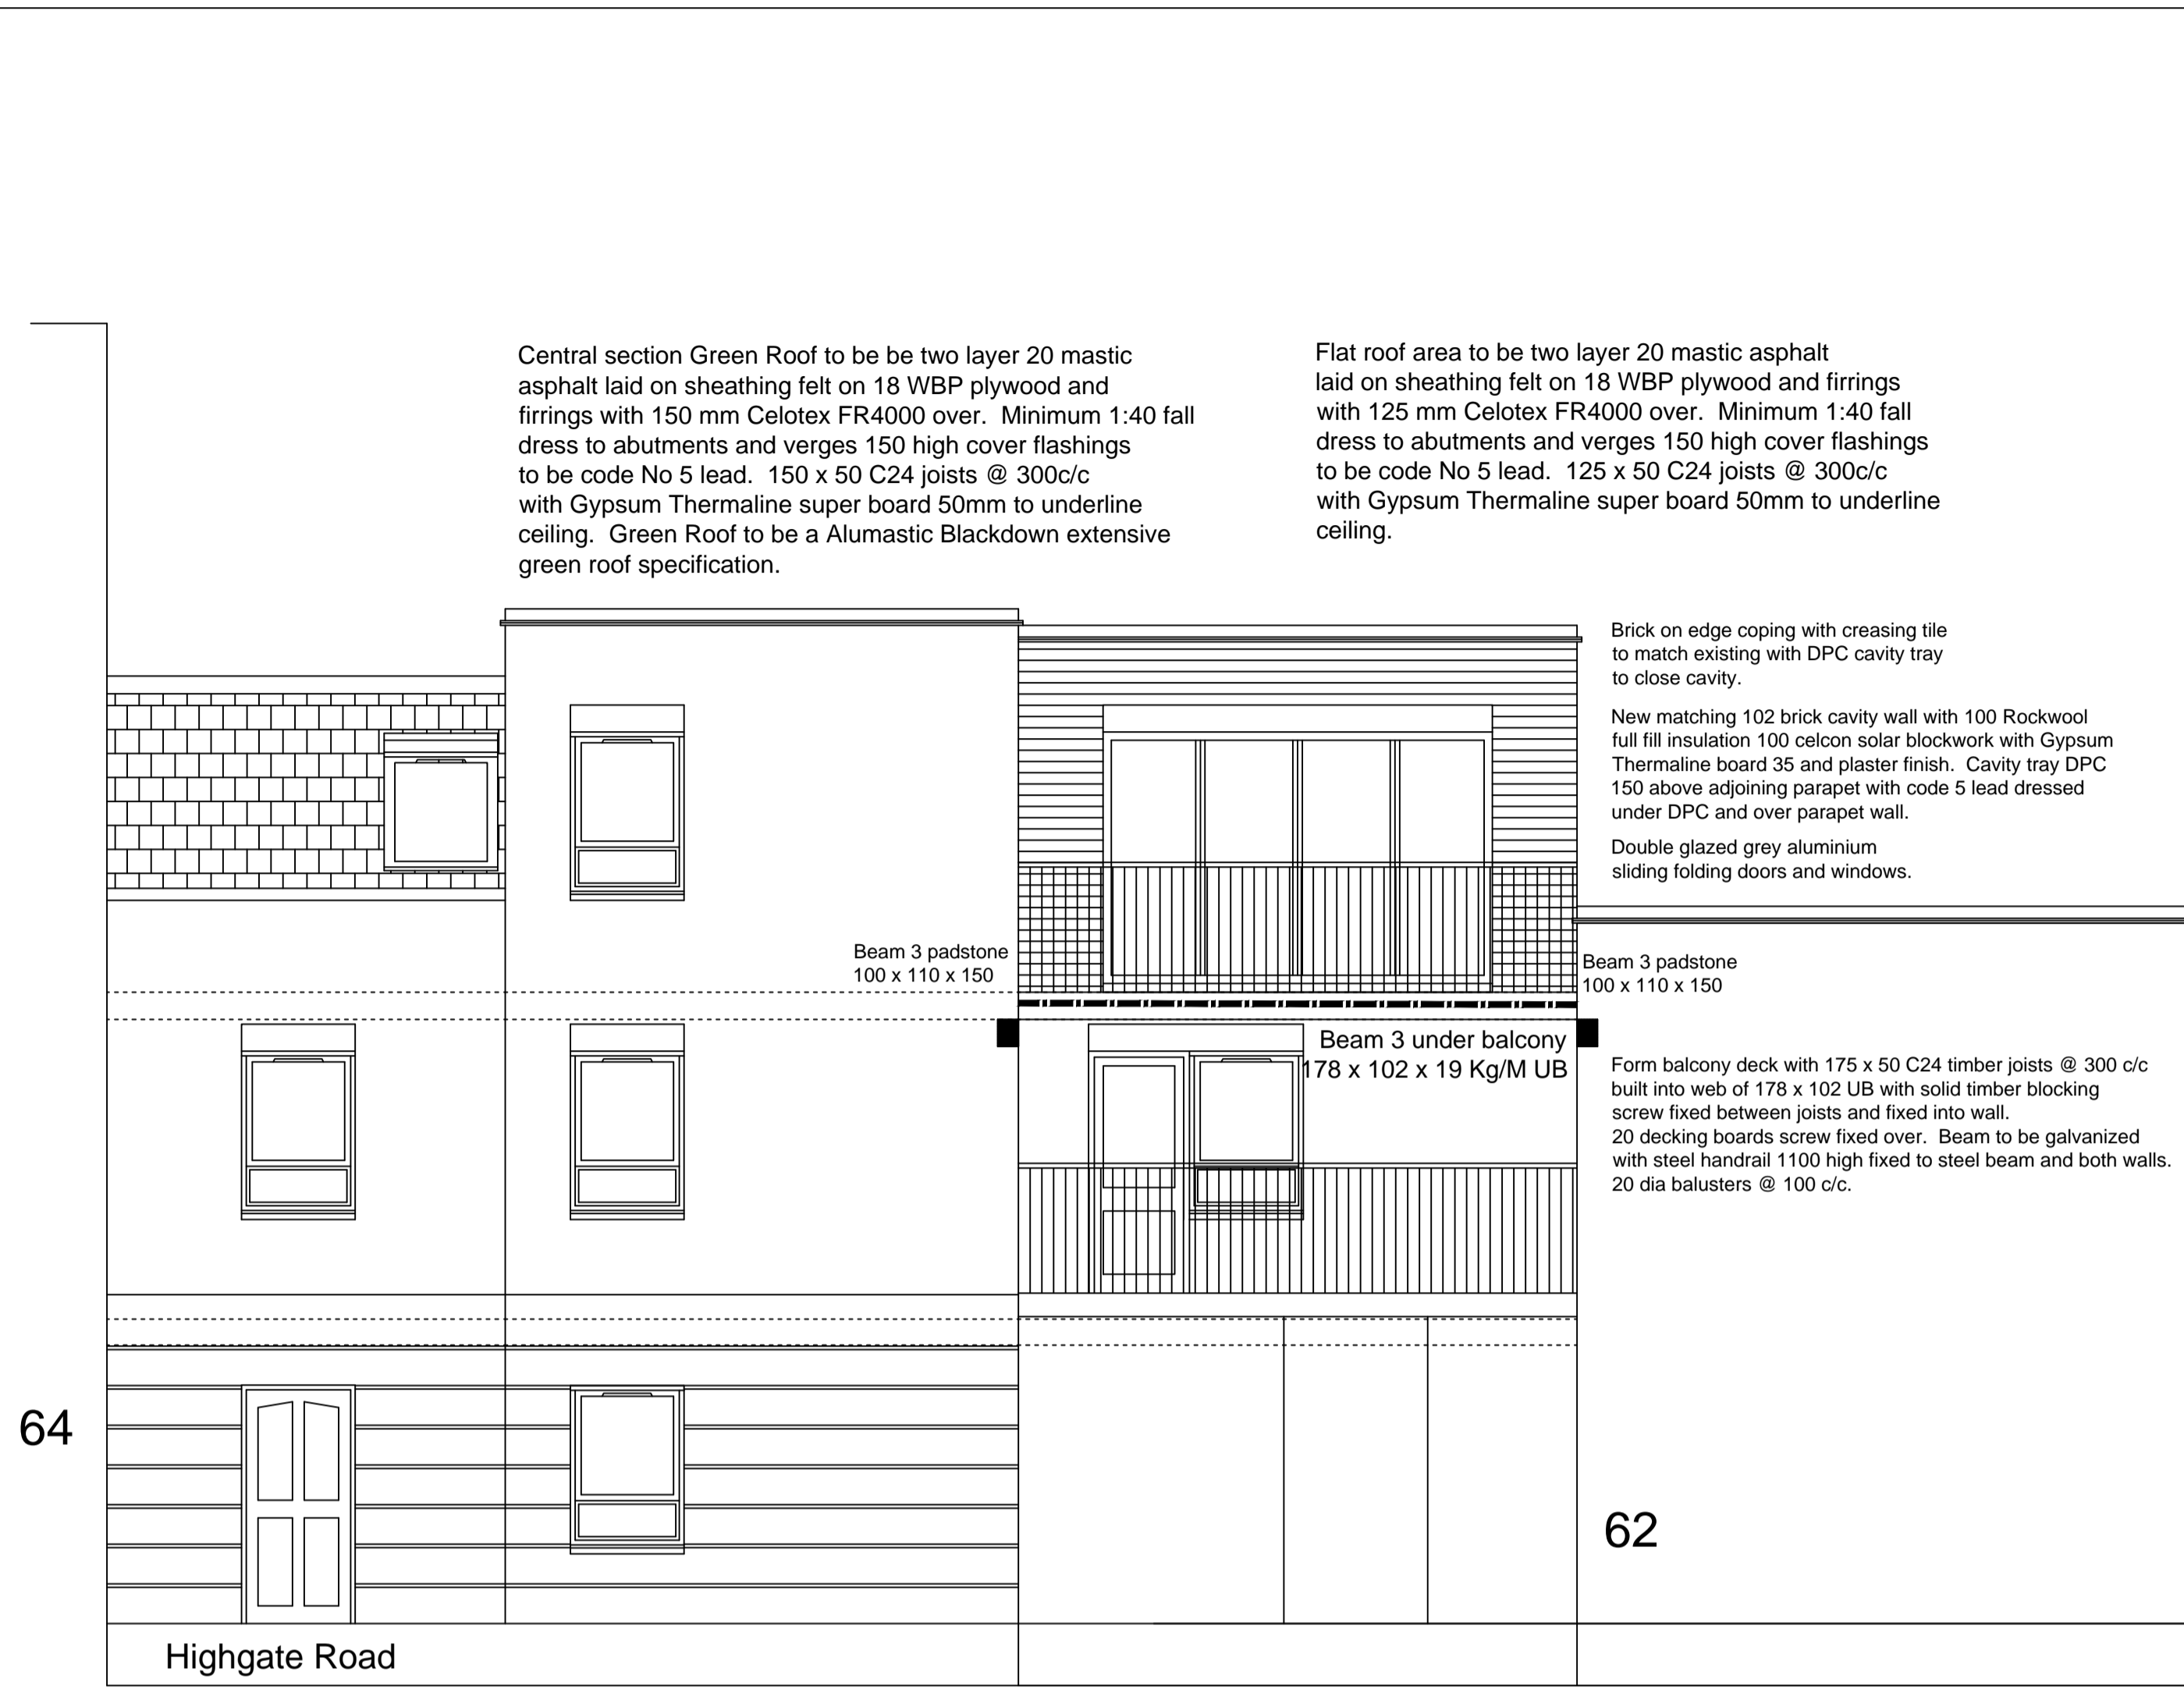 Central section Green Roof to be be two layer 20 mastic
asphalt laid on sheathing felt on 18 WBP plywood and
firrings with 150 mm Celotex FR4000 over. Minimum 1:40 fall
dress to abutments and verges 150 high cover flashings
to be code No 5 lead. 150 x 50 C24 joists @ 300c/c
with Gypsum Thermaline super board 50mm to underline
ceiling. Green Roof to be a Alumastic Blackdown extensive
green roof specification.
Flat roof area to be two layer 20 mastic asphalt
laid on sheathing felt on 18 WBP plywood and firrings
with 125 mm Celotex FR4000 over. Minimum 1:40 fall
dress to abutments and verges 150 high cover flashings
to be code No 5 lead. 125 x 50 C24 joists @ 300c/c
with Gypsum Thermaline super board 50mm to underline
ceiling.
Brick on edge coping with creasing tile
to match existing with DPC cavity tray
to close cavity.
New matching 102 brick cavity wall with 100 Rockwool
full fill insulation 100 celcon solar blockwork with Gypsum
Thermaline board 35 and plaster finish. Cavity tray DPC
150 above adjoining parapet with code 5 lead dressed
under DPC and over parapet wall.
Double glazed grey aluminium
sliding folding doors and windows.
Beam 3 padstone
100 x 110 x 150
Beam 3 padstone
100 x 110 x 150
Beam 3 under balcony
178 x 102 x 19 Kg/M UB
Form balcony deck with 175 x 50 C24 timber joists @ 300 c/c
built into web of 178 x 102 UB with solid timber blocking
screw fixed between joists and fixed into wall.
20 decking boards screw fixed over. Beam to be galvanized
with steel handrail 1100 high fixed to steel beam and both walls.
20 dia balusters @ 100 c/c.
64
62
Highgate Road